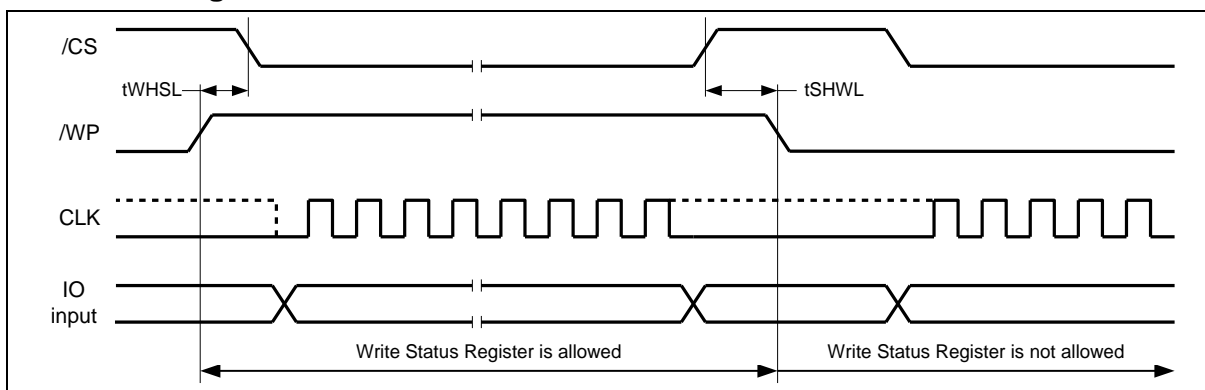 /CS
tWHSL
tSHWL
/WP
CLK
IO
input
Write Status Register is allowed
Write Status Register is not allowed